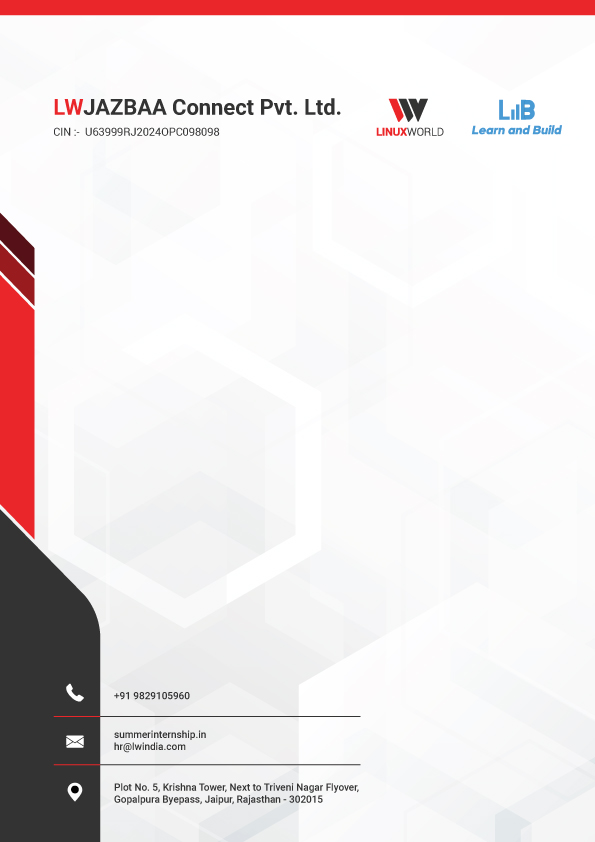 LWJAZBAA Connect Pvt. Ltd.
CIN :- U63999RJ2024OPC098098
LINUXWORLD
LB
Learn and Build
+91 9829105960
summerinternship.in
hr@lwindia.com
Plot No. 5, Krishna Tower, Next to Triveni Nagar Flyover,
Gopalpura Byepass, Jaipur, Rajasthan - 302015